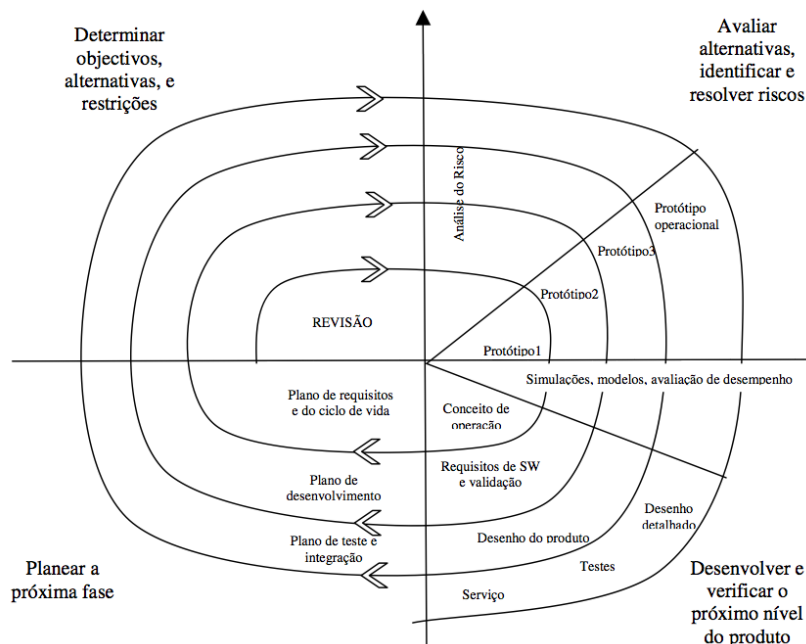 Determinar
objectivos,
alternativas, e
restrições
Avaliar
alternativas,
identificar e
resolver riscos
Análise do Risco
Protótipo
operacional
Protótipo3
Protótipo2
REVISÃO
Protótipo1
Simulações, modelos, avaliação de desempenho
Plano de requisitos
e do ciclo de vida
Conceito de
operação
Requisitos de SW
e validação
Plano de
desenvolvimento
Desenho
detalhado
Plano de teste e
integração
Desenho do produto
Testes
Serviço
Planear a
próxima fase
Desenvolver e
verificar o
próximo nível
do produto